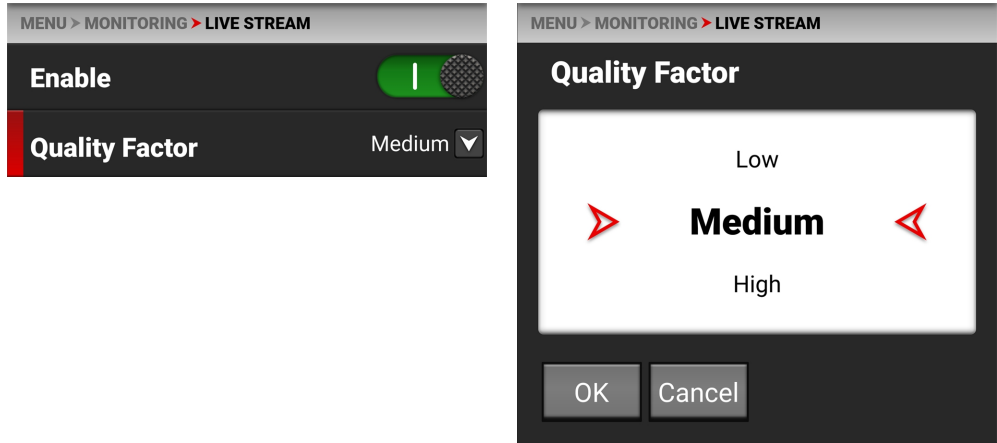 MENU > MONITORING > LIVE STREAM
Enable
Quality Factor Medium
MENU > MONITORING > LIVE STREAM
Quality Factor
Low
Medium
High
OK Cancel